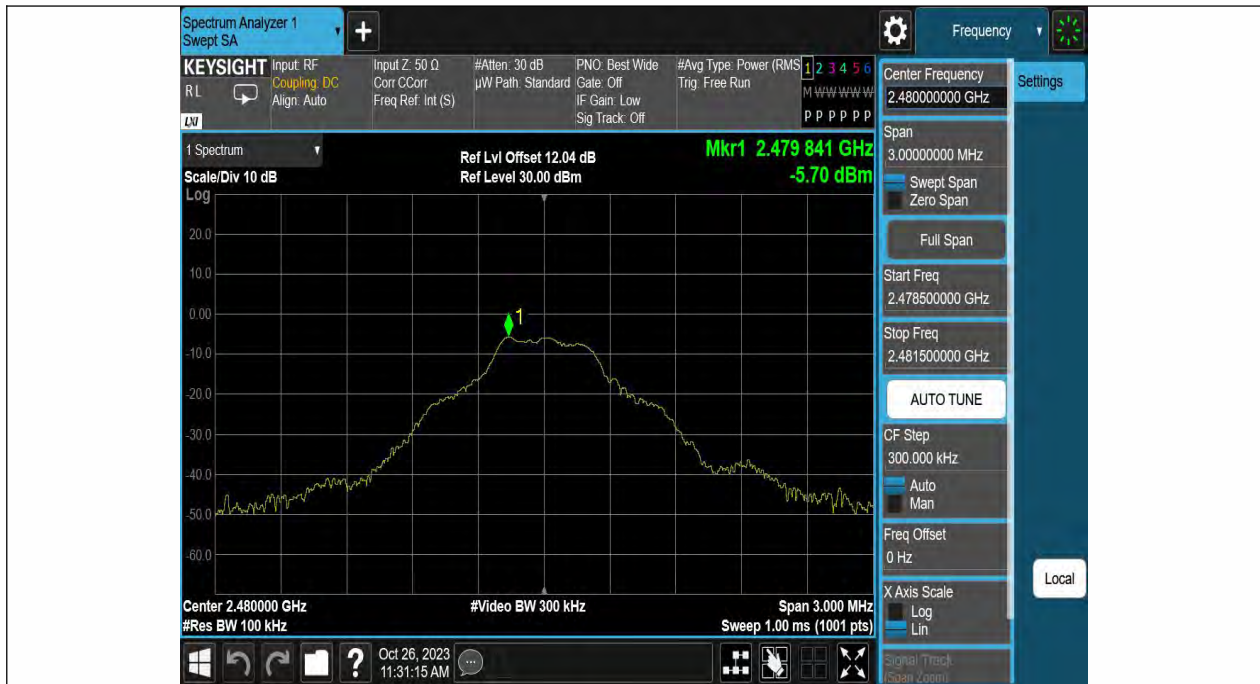 Spectrum Analyzer 1
Swept SA
+
Frequency
KEYSIGHT
R L
LXI
Input: RF
Coupling: DC
Align: Auto
Input Z: 50 Ω
Corr CCorr
Freq Ref: Int (S)
#Atten: 30 dB
µW Path: Standard
PNO: Best Wide
Gate: Off
IF Gain: Low
Sig Track: Off
#Avg Type: Power (RMS
Trig: Free Run
1 2 3 4 5 6
M W W W W W
P P P P P P
1 Spectrum
Scale/Div 10 dB
Log
Ref Lvl Offset 12.04 dB
Ref Level 30.00 dBm
Mkr1 2.479 841 GHz
-5.70 dBm
20.0
10.0
0.00
-10.0
-20.0
-30.0
-40.0
-50.0
-60.0
1
Center 2.480000 GHz
#Res BW 100 kHz
#Video BW 300 kHz
Span 3.000 MHz
Sweep 1.00 ms (1001 pts)
Center Frequency
2.480000000 GHz
Settings
Span
3.00000000 MHz
Swept Span
Zero Span
Full Span
Start Freq
2.478500000 GHz
Stop Freq
2.481500000 GHz
AUTO TUNE
CF Step
300.000 kHz
Auto
Man
Freq Offset
0 Hz
X Axis Scale
Log
Lin
Signal Track
(Span Zoom)
Local
?
Oct 26, 2023
11:31:15 AM